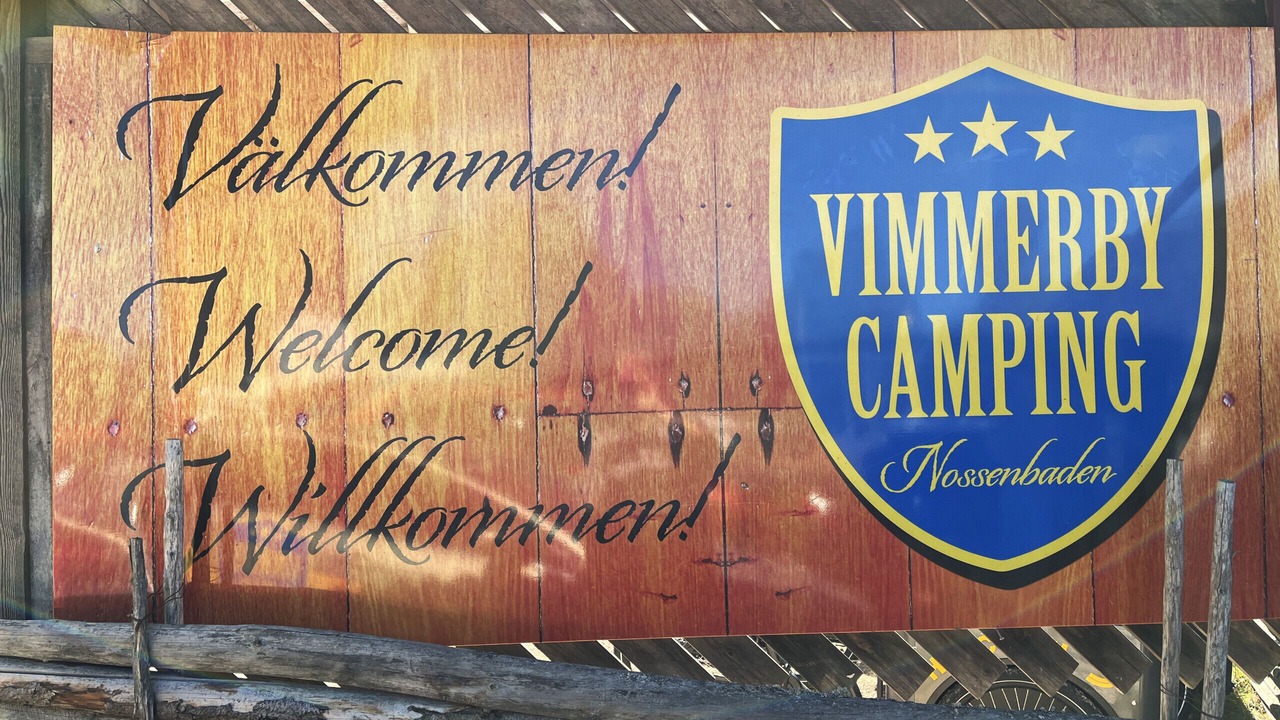 Välkommen!
Welcome!
Willkommen!
VIMMERBY
CAMPING
Nossenbaden